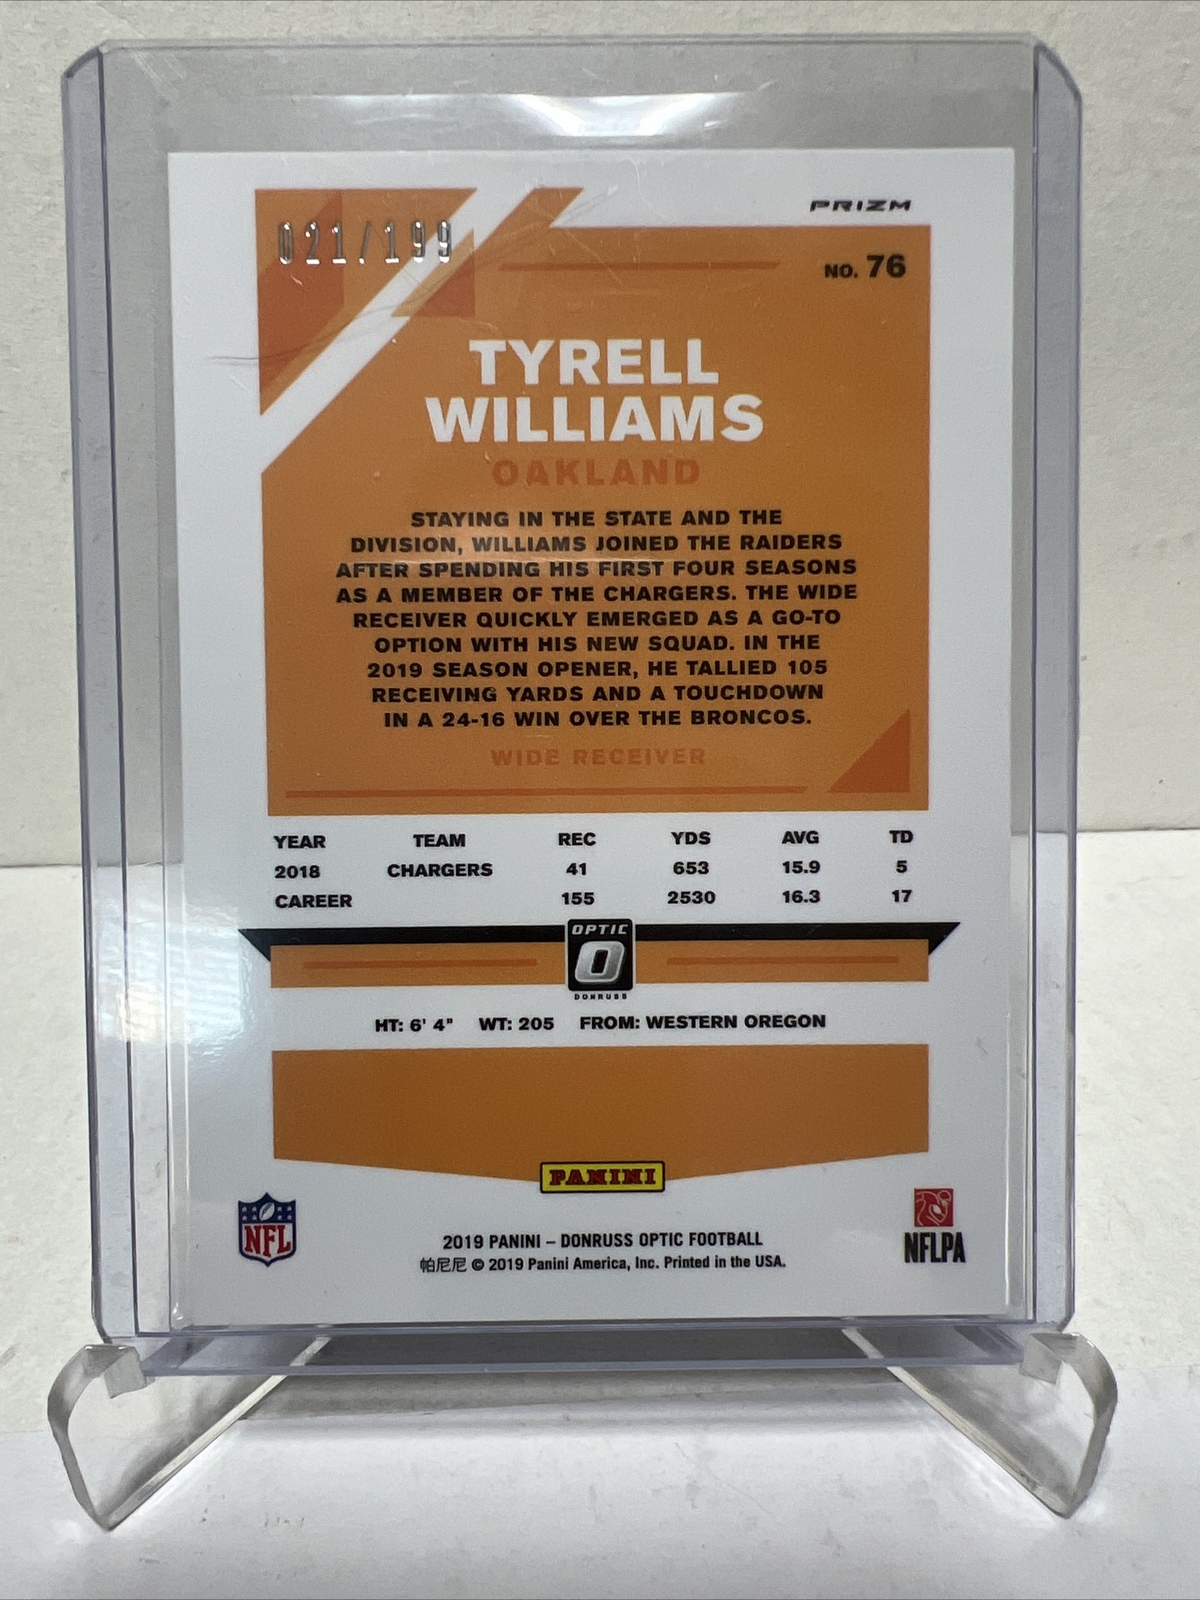 PRIZM
021/199
NO. 76
TYRELL
WILLIAMS
OAKLAND
STAYING IN THE STATE AND THE
DIVISION, WILLIAMS JOINED THE RAIDERS
AFTER SPENDING HIS FIRST FOUR SEASONS
AS A MEMBER OF THE CHARGERS. THE WIDE
RECEIVER QUICKLY EMERGED AS A GO-TO
OPTION WITH HIS NEW SQUAD. IN THE
2019 SEASON OPENER, HE TALLIED 105
RECEIVING YARDS AND A TOUCHDOWN
IN A 24-16 WIN OVER THE BRONCOS.
WIDE RECEIVER
YEAR TEAM REC YDS AVG TD
2018 CHARGERS 41 653 15.9 5
CAREER 155 2530 16.3 17
OPTIC
O
DONRUSS
HT: 6' 4" WT: 205 FROM: WESTERN OREGON
PANINI
NFL
NFLPA
2019 PANINI – DONRUSS OPTIC FOOTBALL
帕尼尼 © 2019 Panini America, Inc. Printed in the USA.